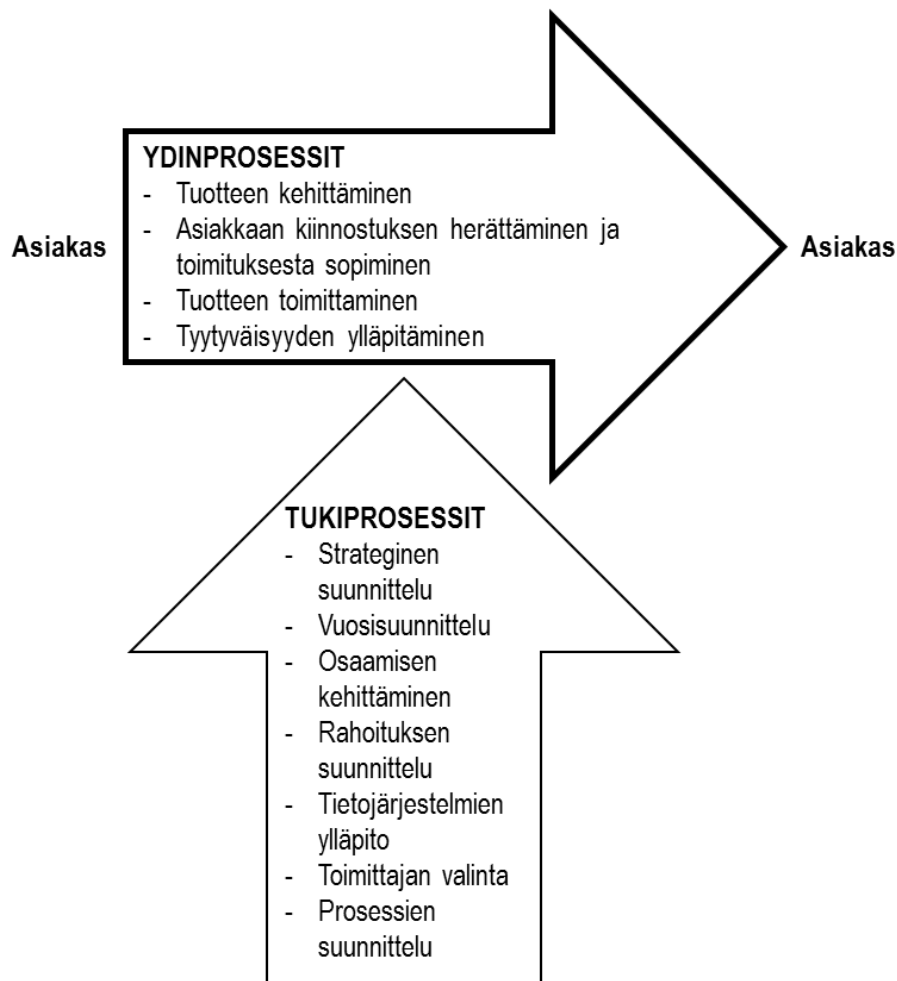 YDINPROSESSIT
- Tuotteen kehittäminen
- Asiakkaan kiinnostuksen herättäminen ja
toimituksesta sopiminen
- Tuotteen toimittaminen
- Tyytyväisyyden ylläpitäminen
Asiakas
Asiakas
TUKIPROSESSIT
- Strateginen
suunnittelu
- Vuosisuunnittelu
- Osaamisen
kehittäminen
- Rahoituksen
suunnittelu
- Tietojärjestelmien
ylläpito
- Toimittajan valinta
- Prosessien
suunnittelu